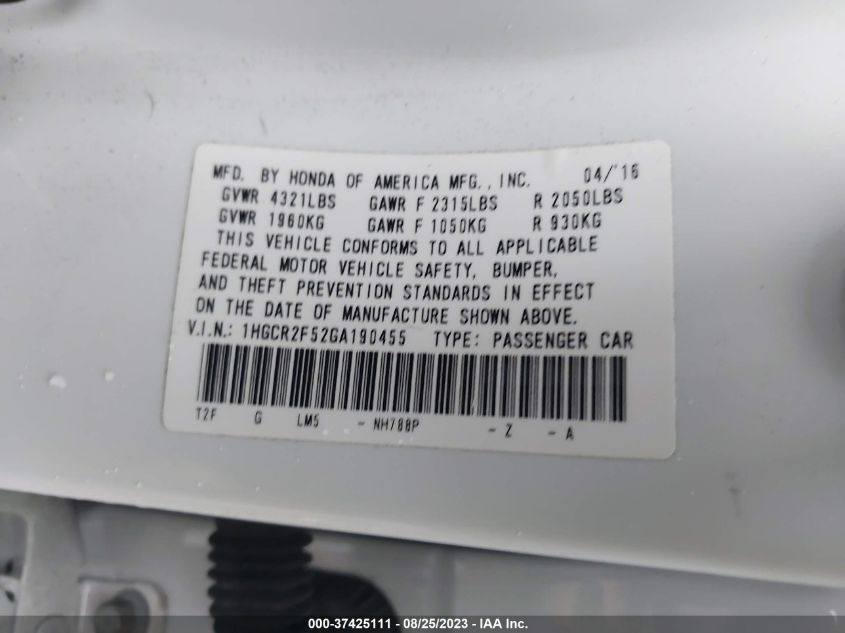 MFD. BY HONDA OF AMERICA MFG., INC. 04/'16
GVWR 4321LBS GAWR F 2315LBS R 2050LBS
GVWR 1960KG GAWR F 1050KG R 930KG
THIS VEHICLE CONFORMS TO ALL APPLICABLE
FEDERAL MOTOR VEHICLE SAFETY, BUMPER,
AND THEFT PREVENTION STANDARDS IN EFFECT
ON THE DATE OF MANUFACTURE SHOWN ABOVE.
V.I.N.: 1HGCR2F52GA190455 TYPE: PASSENGER CAR
T2F G LM5 - NH788P - Z - A
000-37425111 - 08/25/2023 - IAA Inc.